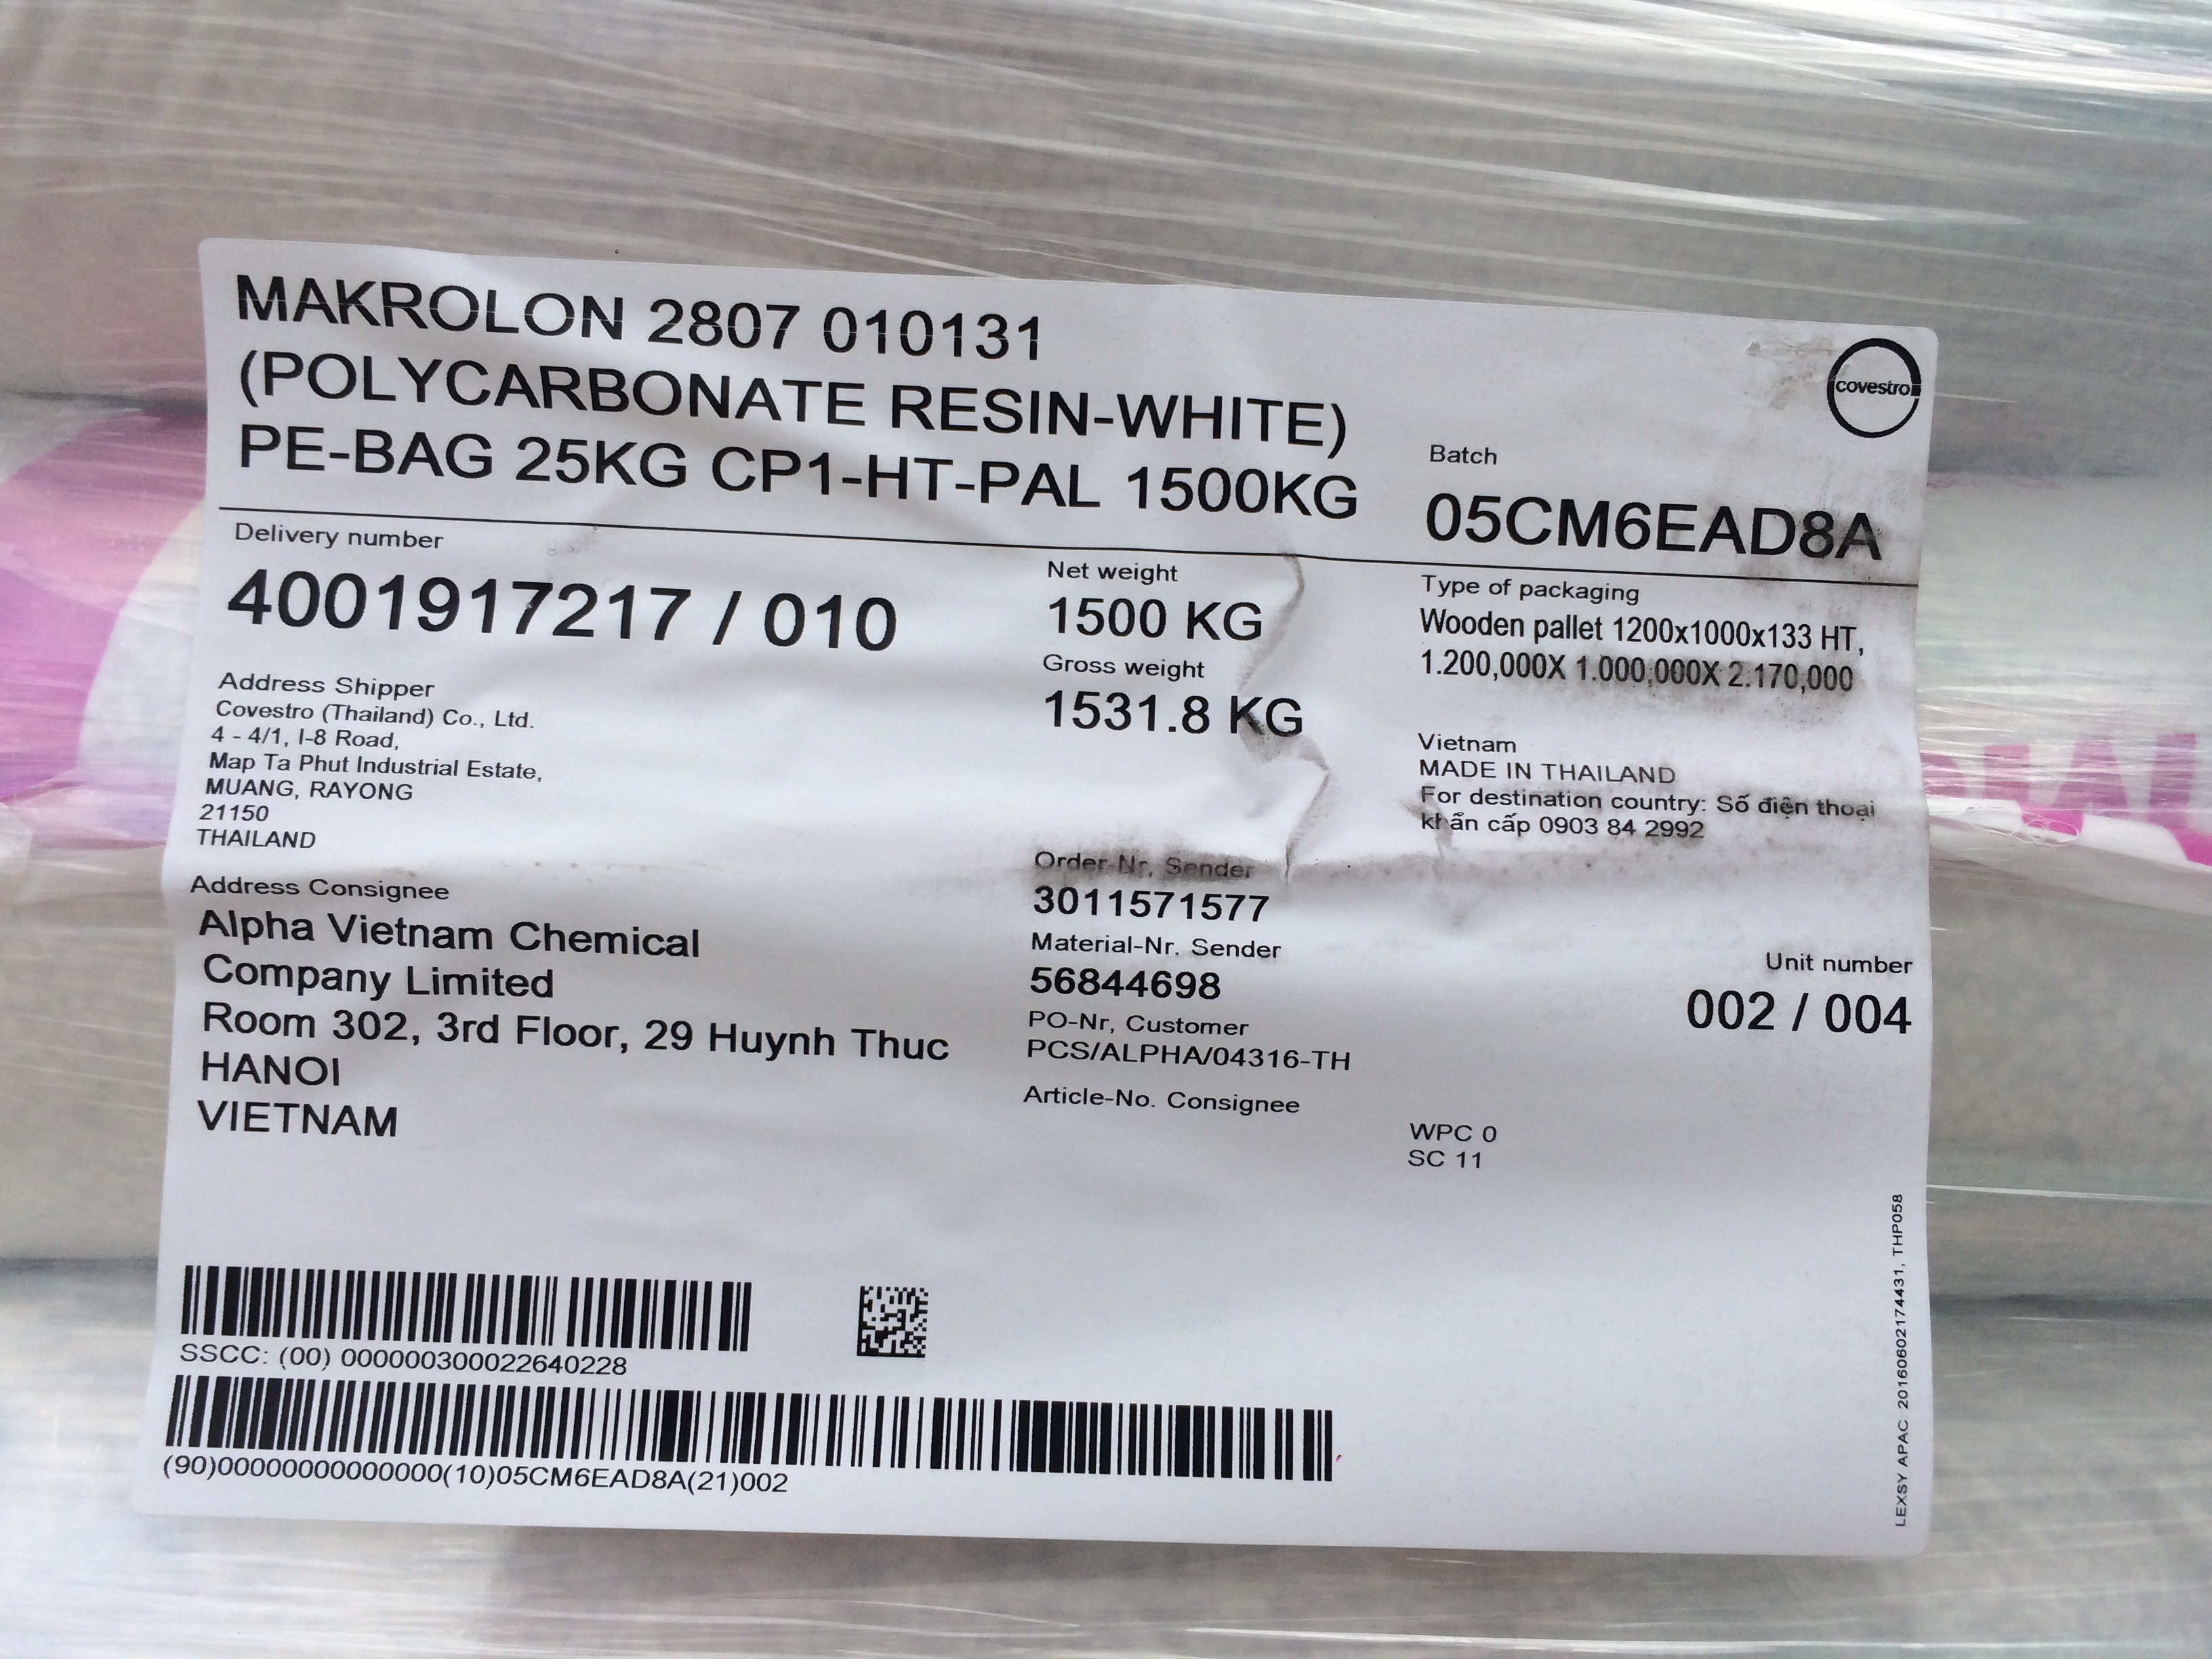 MAKROLON 2807 010131
(POLYCARBONATE RESIN-WHITE)
PE-BAG 25KG CP1-HT-PAL 1500KG
covestro
Batch
05CM6EAD8A
Delivery number
4001917217 / 010
Net weight
1500 KG
Gross weight
1531.8 KG
Type of packaging
Wooden pallet 1200x1000x133 HT,
1.200,000X 1.000,000X 2.170,000
Address Shipper
Covestro (Thailand) Co., Ltd.
4 - 4/1, I-8 Road,
Map Ta Phut Industrial Estate,
MUANG, RAYONG
21150
THAILAND
Vietnam
MADE IN THAILAND
For destination country: Số điện thoại
khẩn cấp 0903 84 2992
Address Consignee
Alpha Vietnam Chemical
Company Limited
Room 302, 3rd Floor, 29 Huynh Thuc
HANOI
VIETNAM
Order-Nr, Sender
3011571577
Material-Nr. Sender
56844698
PO-Nr, Customer
PCS/ALPHA/04316-TH
Article-No. Consignee
Unit number
002 / 004
WPC 0
SC 11
SSCC: (00) 000000300022640228
(90)00000000000000(10)05CM6EAD8A(21)002
LEXSY APAC 20160602174431, THP058